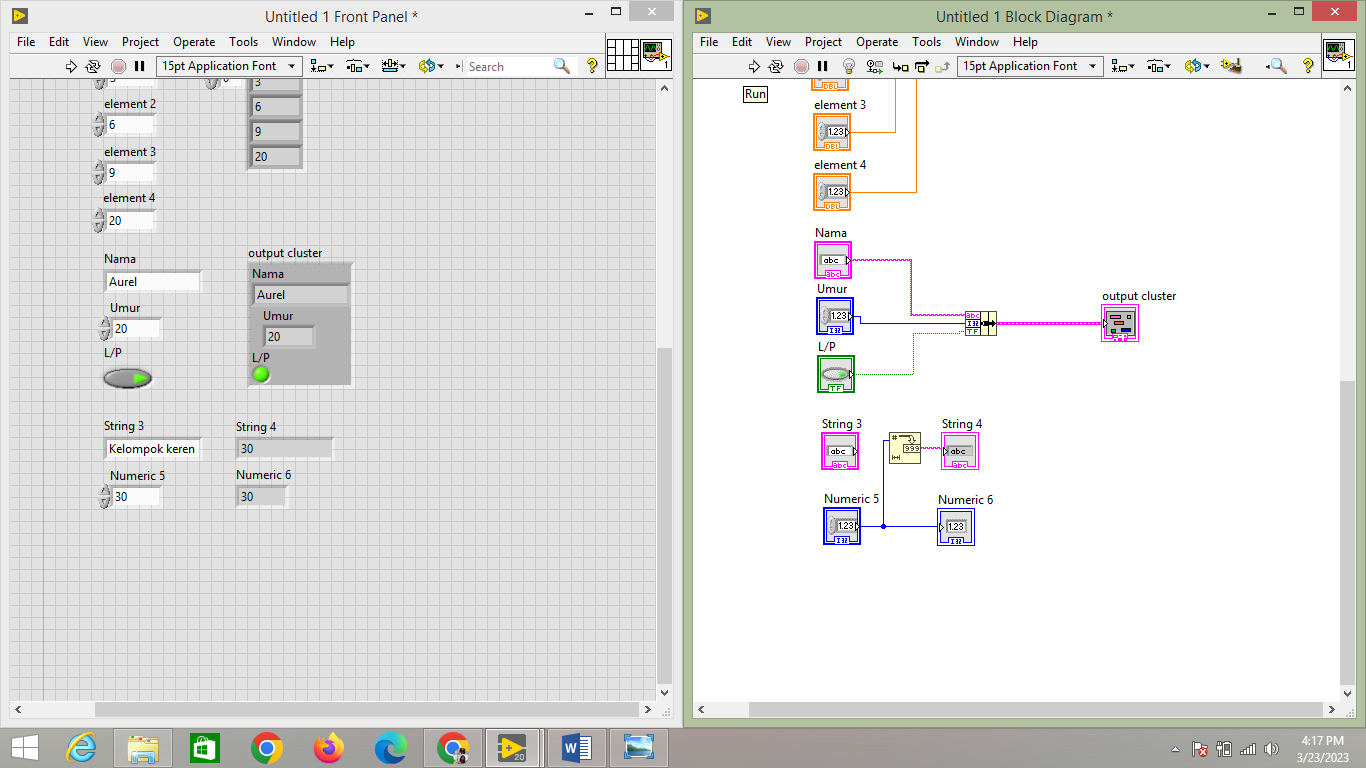 Untitled 1 Front Panel *
File Edit View Project Operate Tools Window Help
15pt Application Font
Search
3
element 2
6
6
9
element 3
9
20
element 4
20
Nama
Aurel
Umur
20
L/P
output cluster
Nama
Aurel
Umur
20
L/P
String 3
Kelompok keren
String 4
30
Numeric 5
30
Numeric 6
30
Untitled 1 Block Diagram *
File Edit View Project Operate Tools Window Help
15pt Application Font
Run
DBL
element 3
1.23
DBL
element 4
1.23
DBL
Nama
abc
abc
Umur
1.23
I32
L/P
TF
abc
I32
TF
output cluster
String 3
abc
abc
#
999
String 4
abc
abc
Numeric 5
1.23
I32
Numeric 6
1.23
I32
20
4:17 PM
3/23/2023